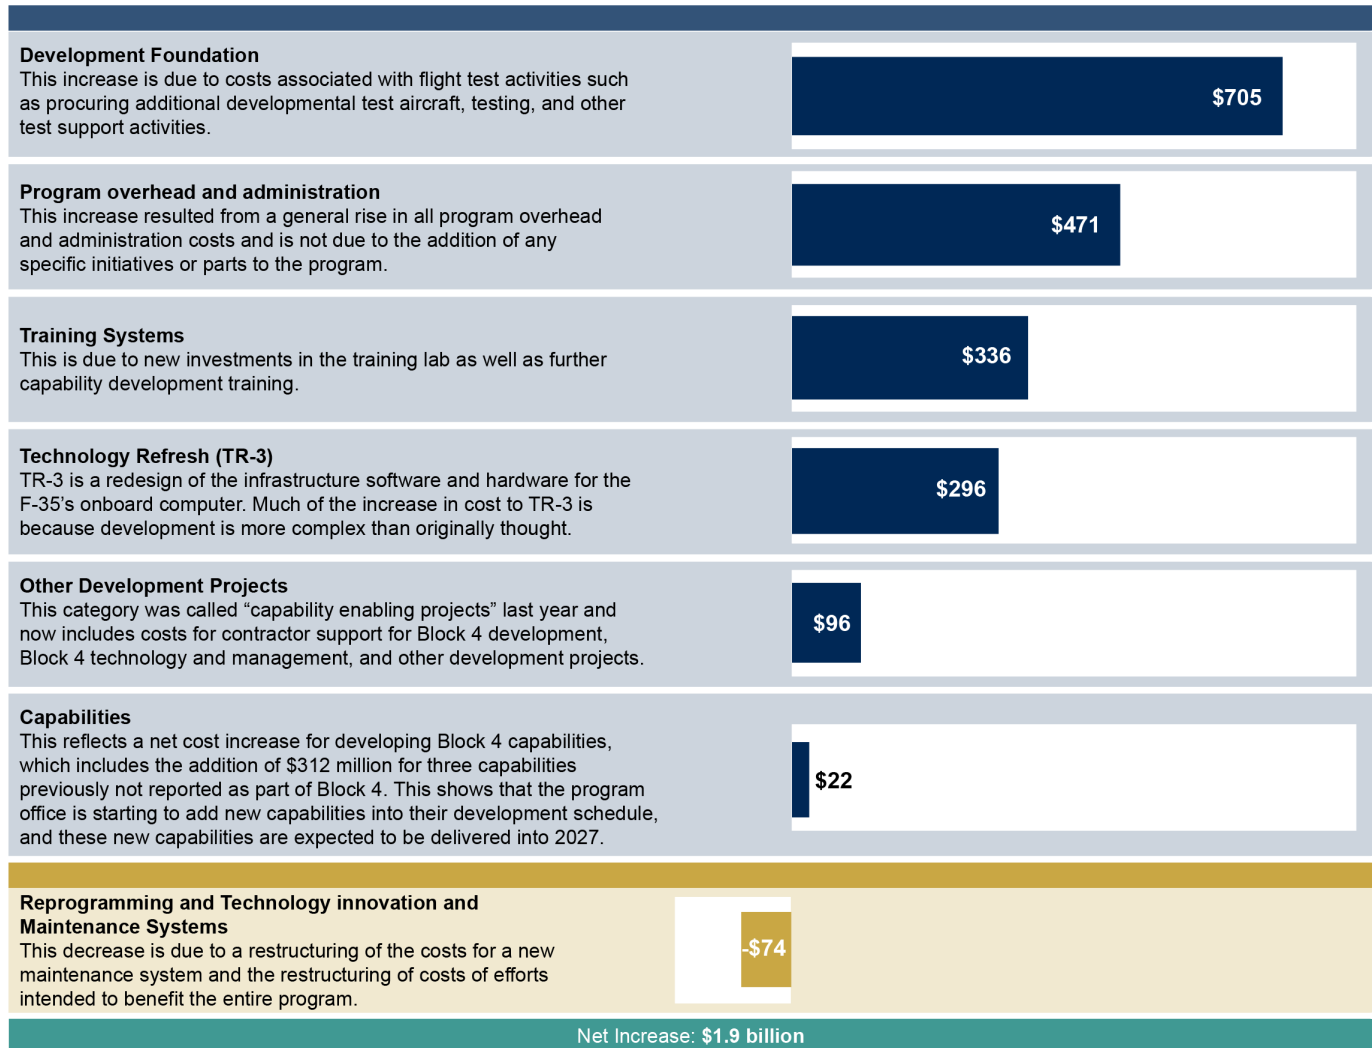 Development Foundation
This increase is due to costs associated with flight test activities such
as procuring additional developmental test aircraft, testing, and other
test support activities.
$705
Program overhead and administration
This increase resulted from a general rise in all program overhead
and administration costs and is not due to the addition of any
specific initiatives or parts to the program.
$471
Training Systems
This is due to new investments in the training lab as well as further
capability development training.
$336
Technology Refresh (TR-3)
TR-3 is a redesign of the infrastructure software and hardware for the
F-35’s onboard computer. Much of the increase in cost to TR-3 is
because development is more complex than originally thought.
$296
Other Development Projects
This category was called “capability enabling projects” last year and
now includes costs for contractor support for Block 4 development,
Block 4 technology and management, and other development projects.
$96
Capabilities
This reflects a net cost increase for developing Block 4 capabilities,
which includes the addition of $312 million for three capabilities
previously not reported as part of Block 4. This shows that the program
office is starting to add new capabilities into their development schedule,
and these new capabilities are expected to be delivered into 2027.
$22
Reprogramming and Technology innovation and
Maintenance Systems
This decrease is due to a restructuring of the costs for a new
maintenance system and the restructuring of costs of efforts
intended to benefit the entire program.
-$74
Net Increase: $1.9 billion